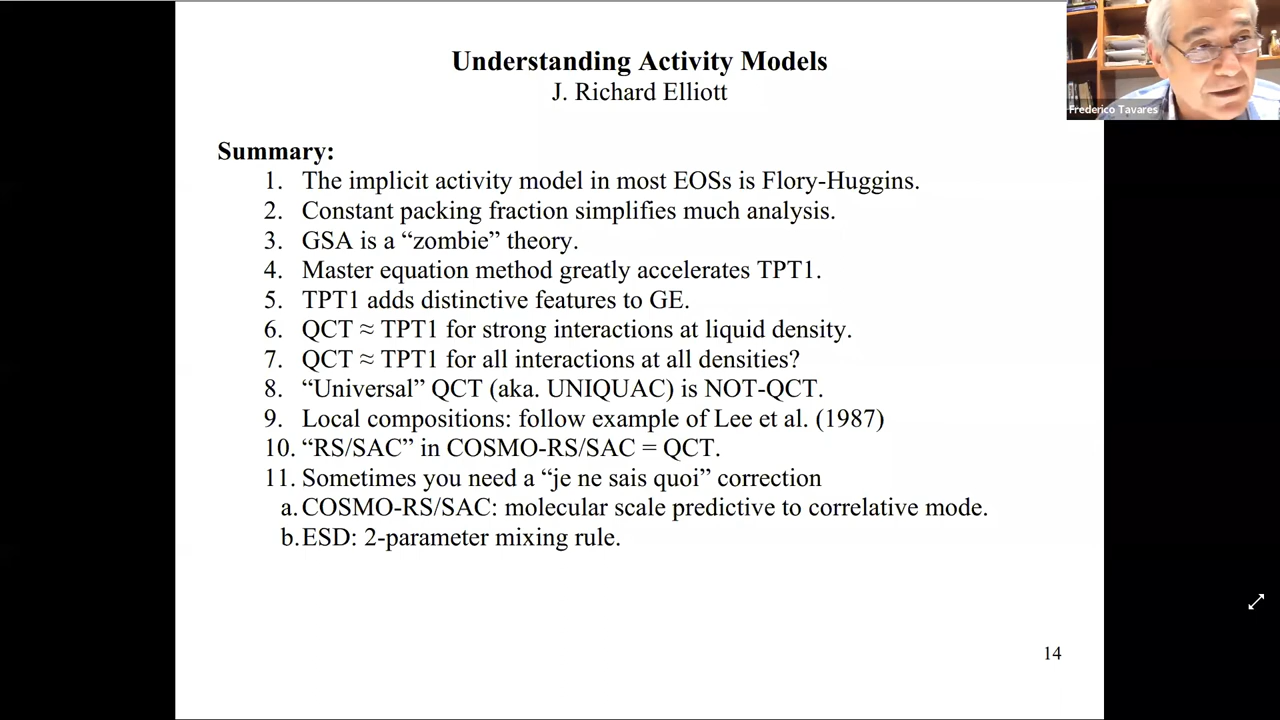 Understanding Activity Models
J. Richard Elliott
Frederico Tavares
Summary:
1. The implicit activity model in most EOSs is Flory-Huggins.
2. Constant packing fraction simplifies much analysis.
3. GSA is a “zombie” theory.
4. Master equation method greatly accelerates TPT1.
5. TPT1 adds distinctive features to GE.
6. QCT ≈ TPT1 for strong interactions at liquid density.
7. QCT ≈ TPT1 for all interactions at all densities?
8. “Universal” QCT (aka. UNIQUAC) is NOT-QCT.
9. Local compositions: follow example of Lee et al. (1987)
10. “RS/SAC” in COSMO-RS/SAC = QCT.
11. Sometimes you need a “je ne sais quoi” correction
a. COSMO-RS/SAC: molecular scale predictive to correlative mode.
b. ESD: 2-parameter mixing rule.
14